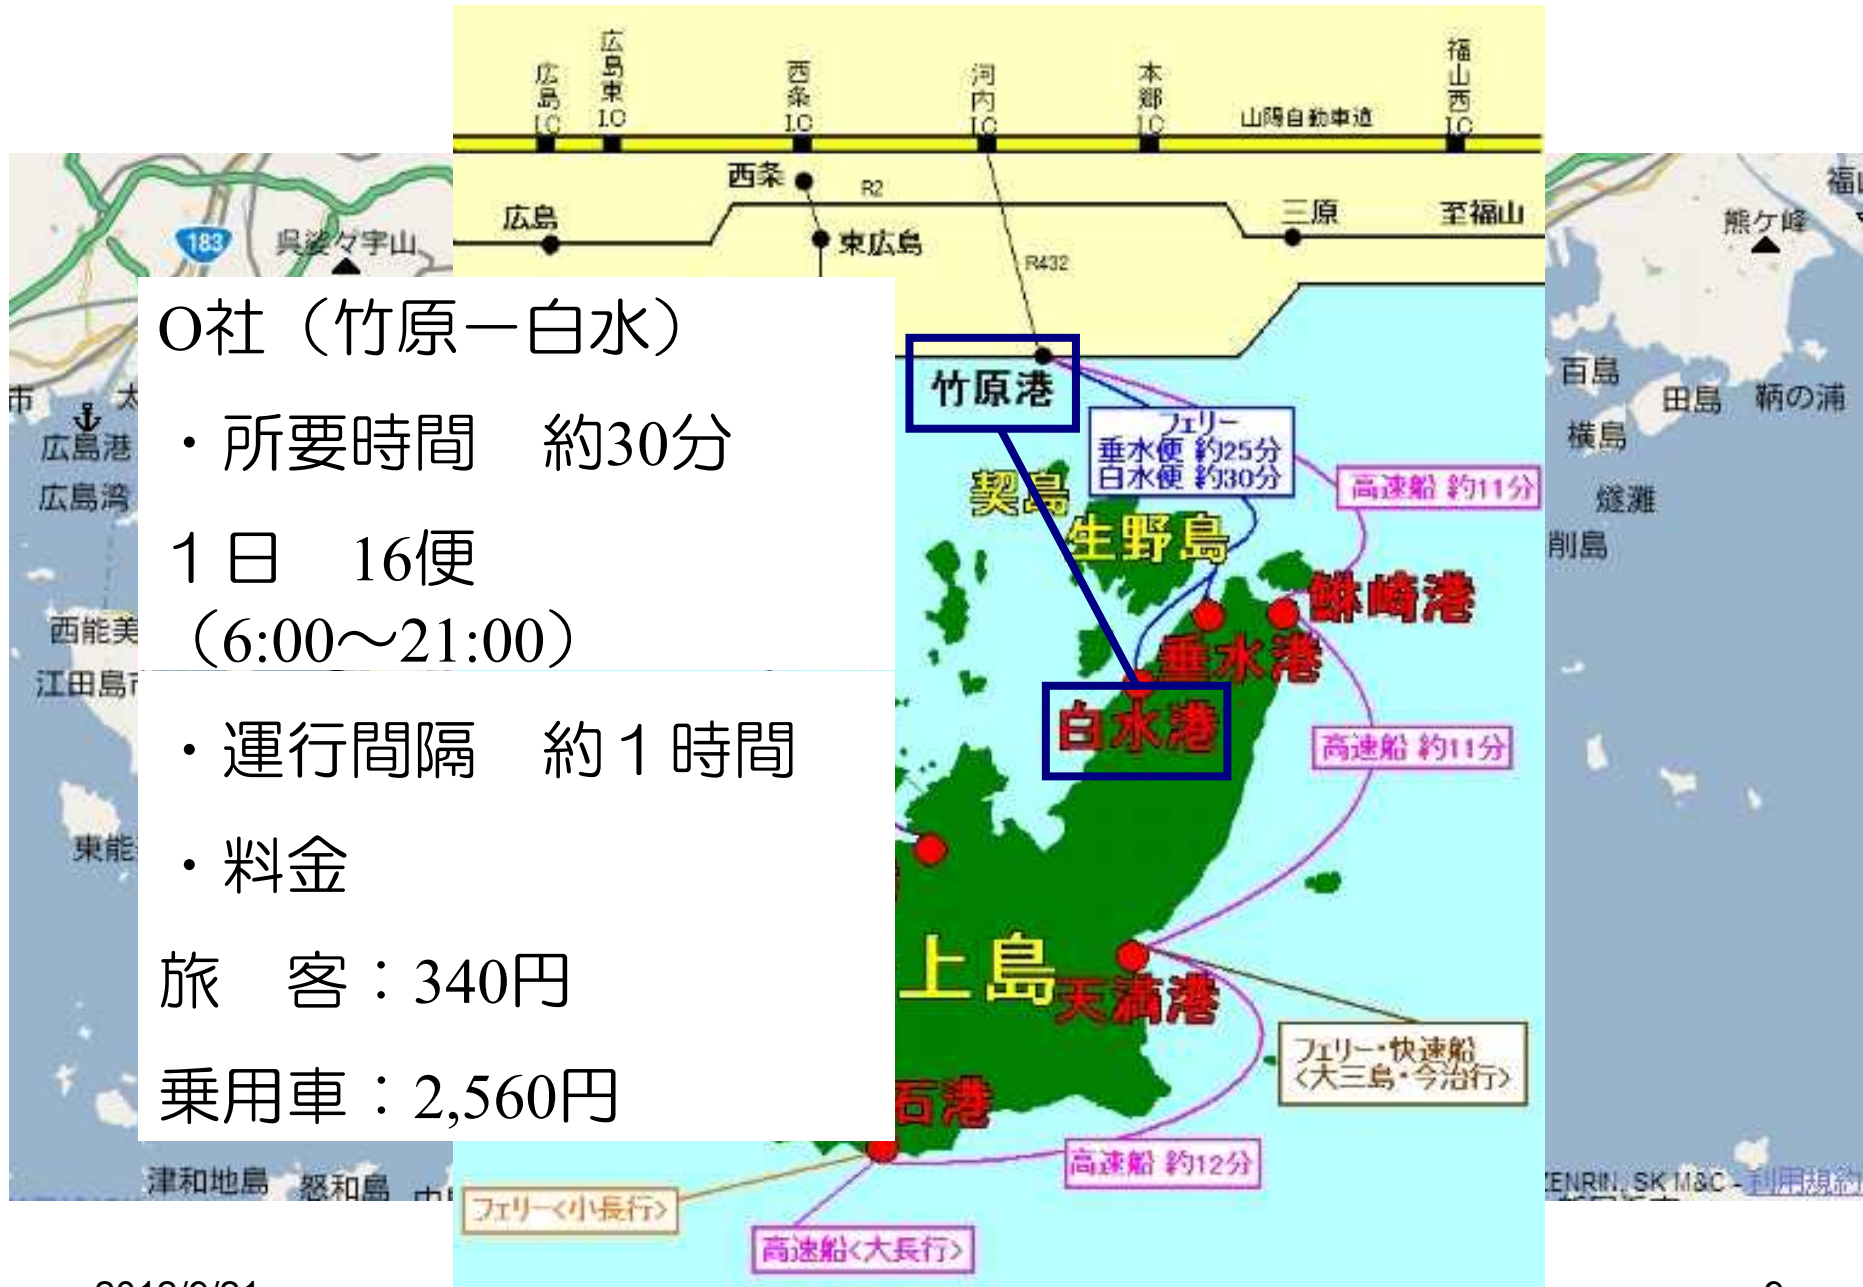 広島I.C
広島東I.C
西条I.C
河内I.C
本郷I.C
山陽自動車道
福山西I.C
西条
R2
広島
東広島
三原
至福山
R432
183
呉娑々宇山
熊ケ峰
O社（竹原－白水）
・所要時間　約30分
１日　16便
（6:00～21:00）
・運行間隔　約１時間
・料金
旅　客：340円
乗用車：2,560円
竹原港
フェリー
垂水便 約25分
白水便 約30分
高速船 約11分
契島
生野島
鮴崎港
垂水港
白水港
高速船 約11分
上島
天満港
フェリー・快速船
<大三島・今治行>
石港
高速船 約12分
フェリー<小長行>
高速船<大長行>
市
広島港
広島湾
西能美
江田島市
東能
津和地島
怒和島
百島
田島
鞆の浦
横島
燧灘
削島
ZENRIN, SK M&C - 利用規約